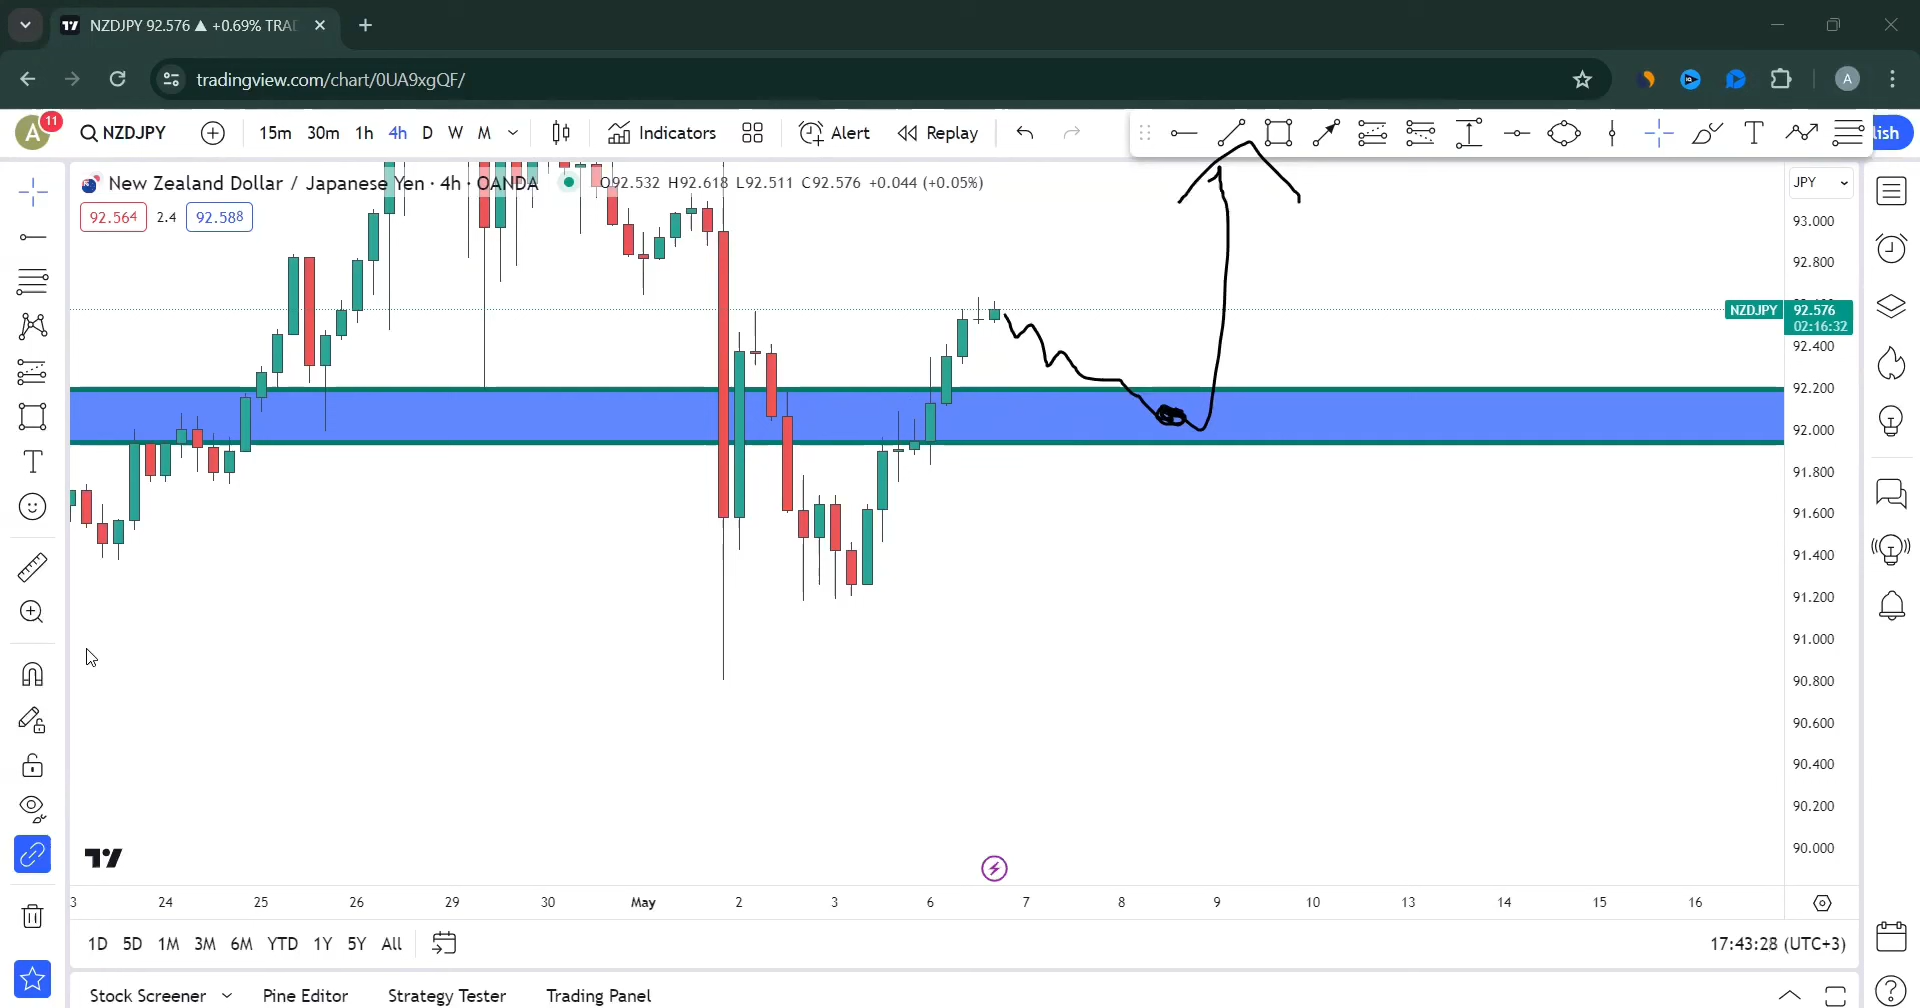 NZDJPY 92.576 ▲ +0.69% TRA
tradingview.com/chart/0UA9xgQF/
A 11 NZDJPY 15m 30m 1h 4h D W M Indicators Alert Replay lish
New Zealand Dollar / Japanese Yen · 4h · OANDA O92.532 H92.618 L92.511 C92.576 +0.044 (+0.05%) JPY
92.564 2.4 92.588
93.000
92.800
NZDJPY 92.576
02:16:32
92.400
92.200
92.000
91.800
91.600
91.400
91.200
91.000
90.800
90.600
90.400
90.200
90.000
3 24 25 26 29 30 May 2 3 6 7 8 9 10 13 14 15 16
1D 5D 1M 3M 6M YTD 1Y 5Y All 17:43:28 (UTC+3)
Stock Screener Pine Editor Strategy Tester Trading Panel